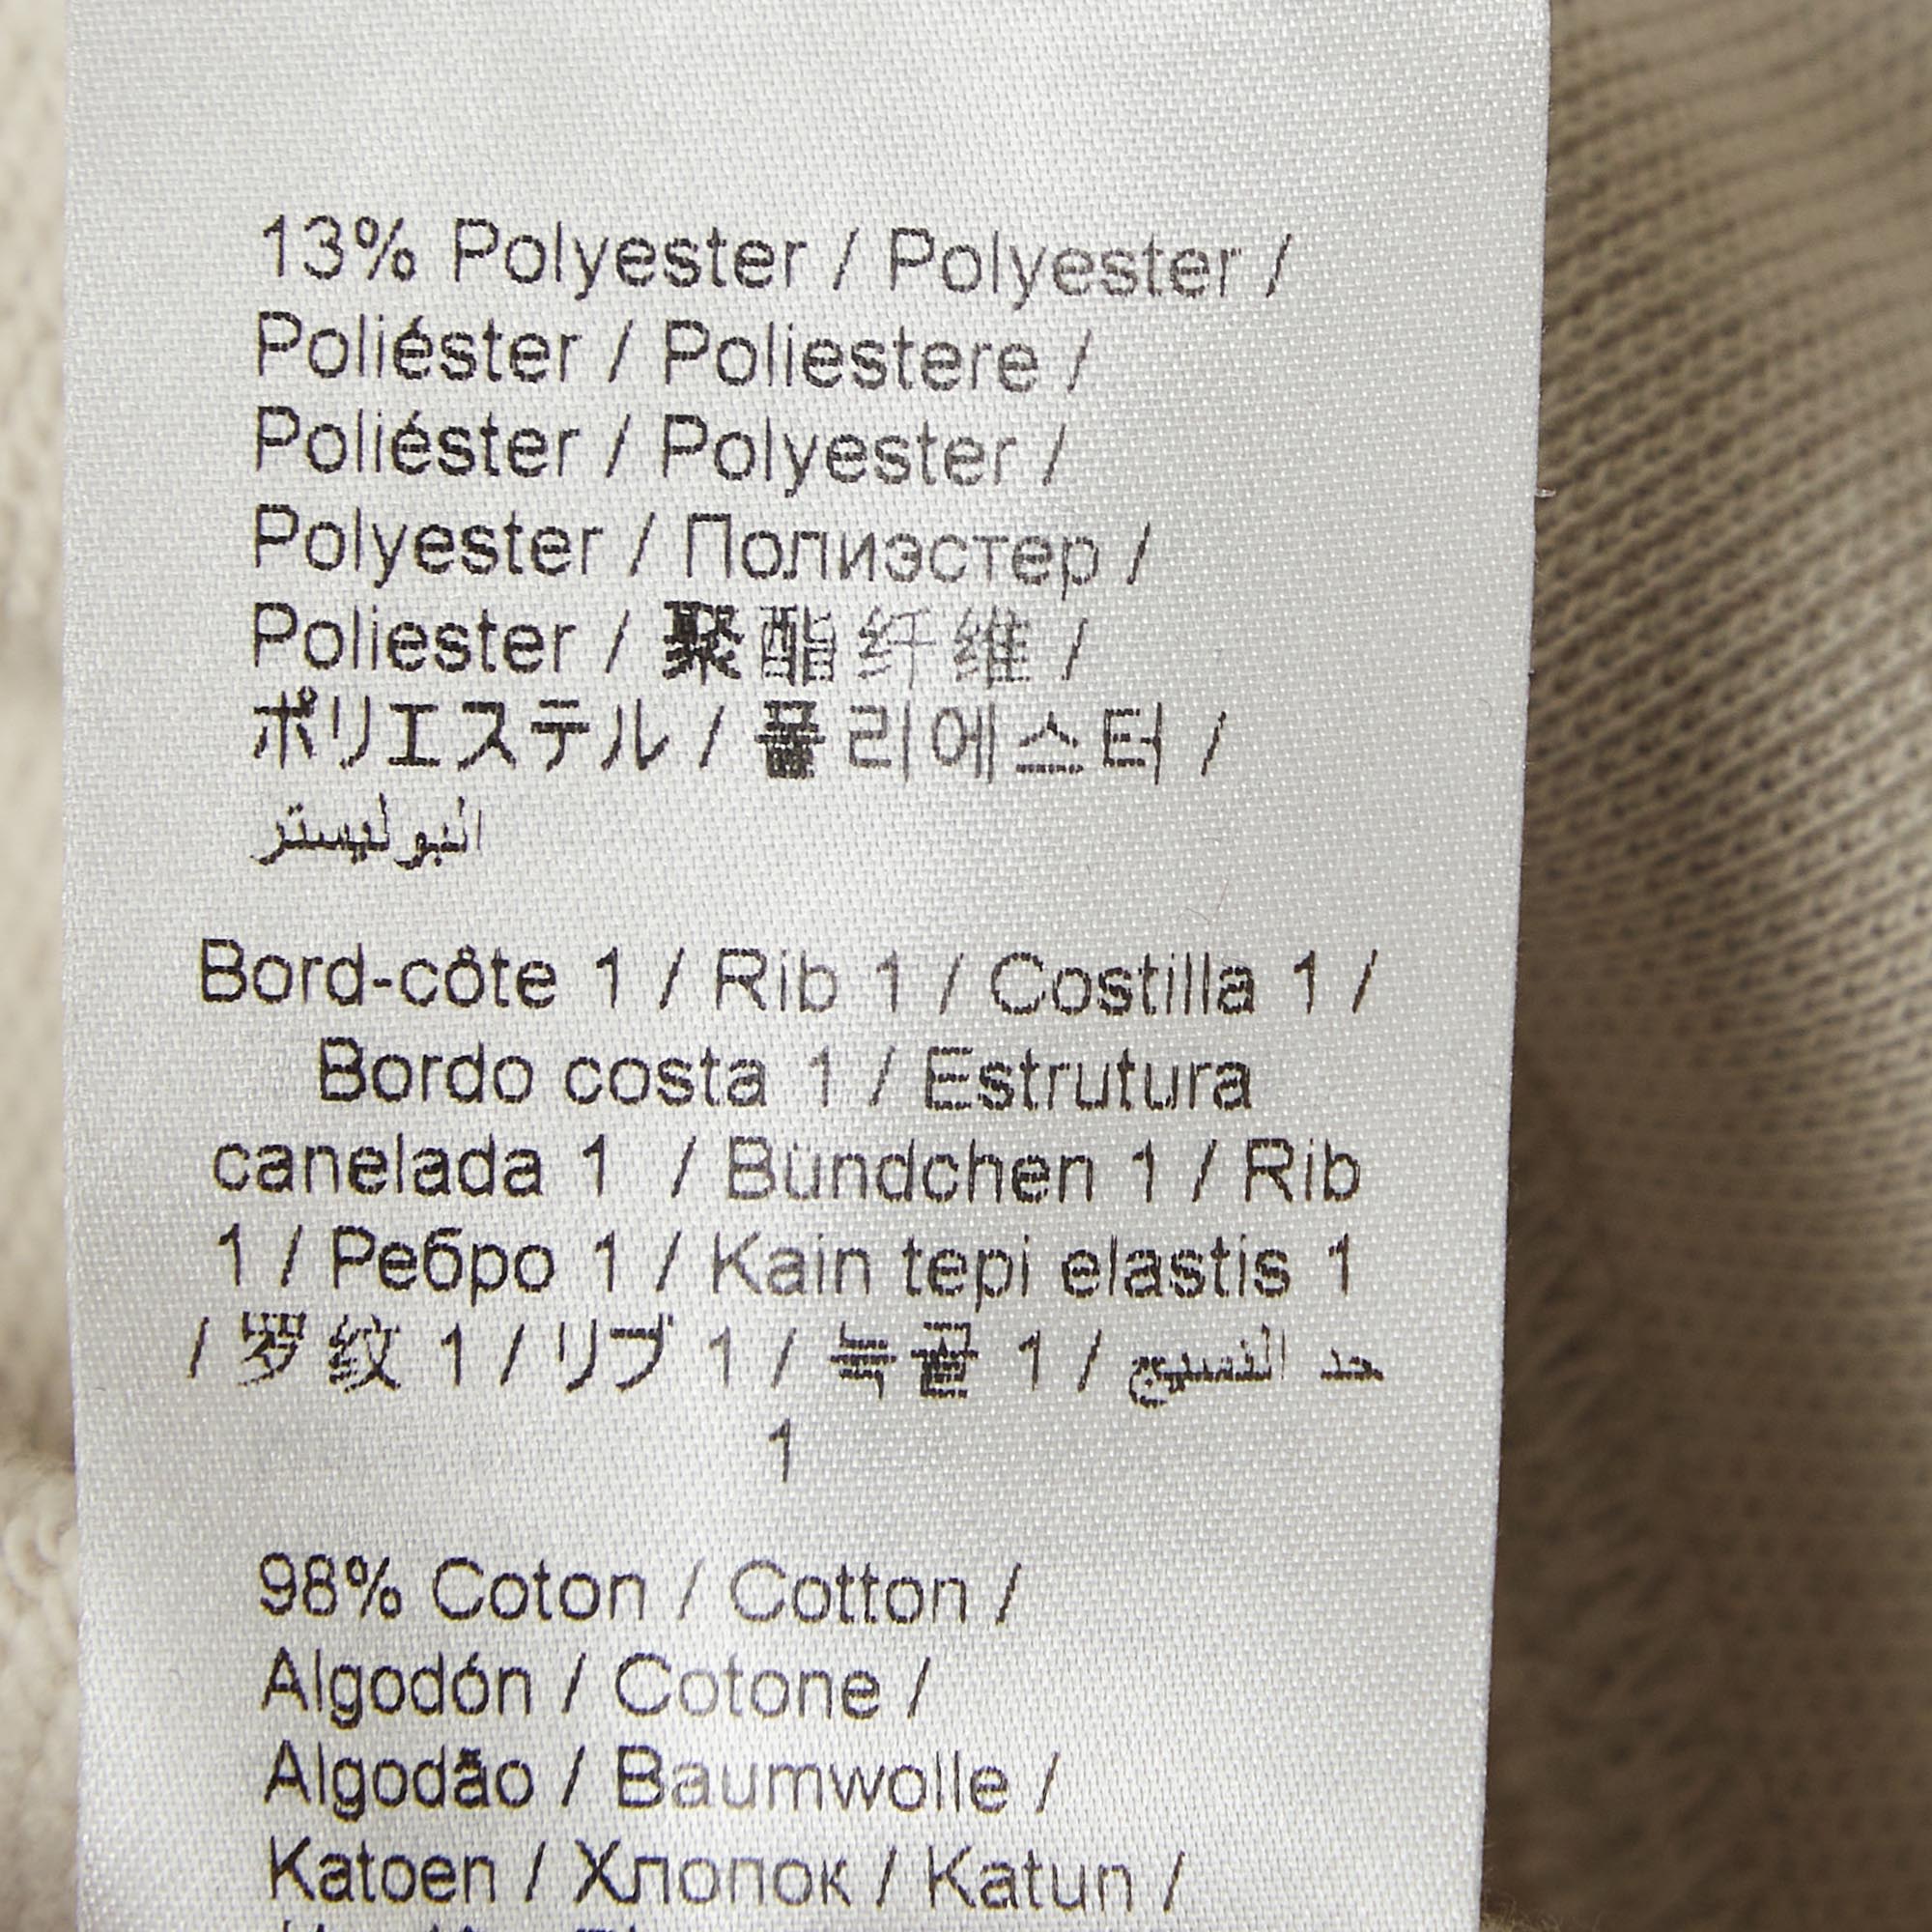 13% Polyester / Polyester /
Poliéster / Poliestere /
Poliéster / Polyester /
Polyester / Полиэстер /
Poliester / 聚酯纤维 /
ポリエステル / 폴리에스터 /
البوليستر
Bord-côte 1 / Rib 1 / Costilla 1 /
Bordo costa 1 / Estrutura
canelada 1 / Bündchen 1 / Rib
1 / Ребро 1 / Kain tepi elastis 1
/ 罗纹 1 / リブ 1 / 늑골 1 / حد النسيج
1
98% Coton / Cotton /
Algodón / Cotone /
Algodão / Baumwolle /
Katoen / Хлопок / Katun /